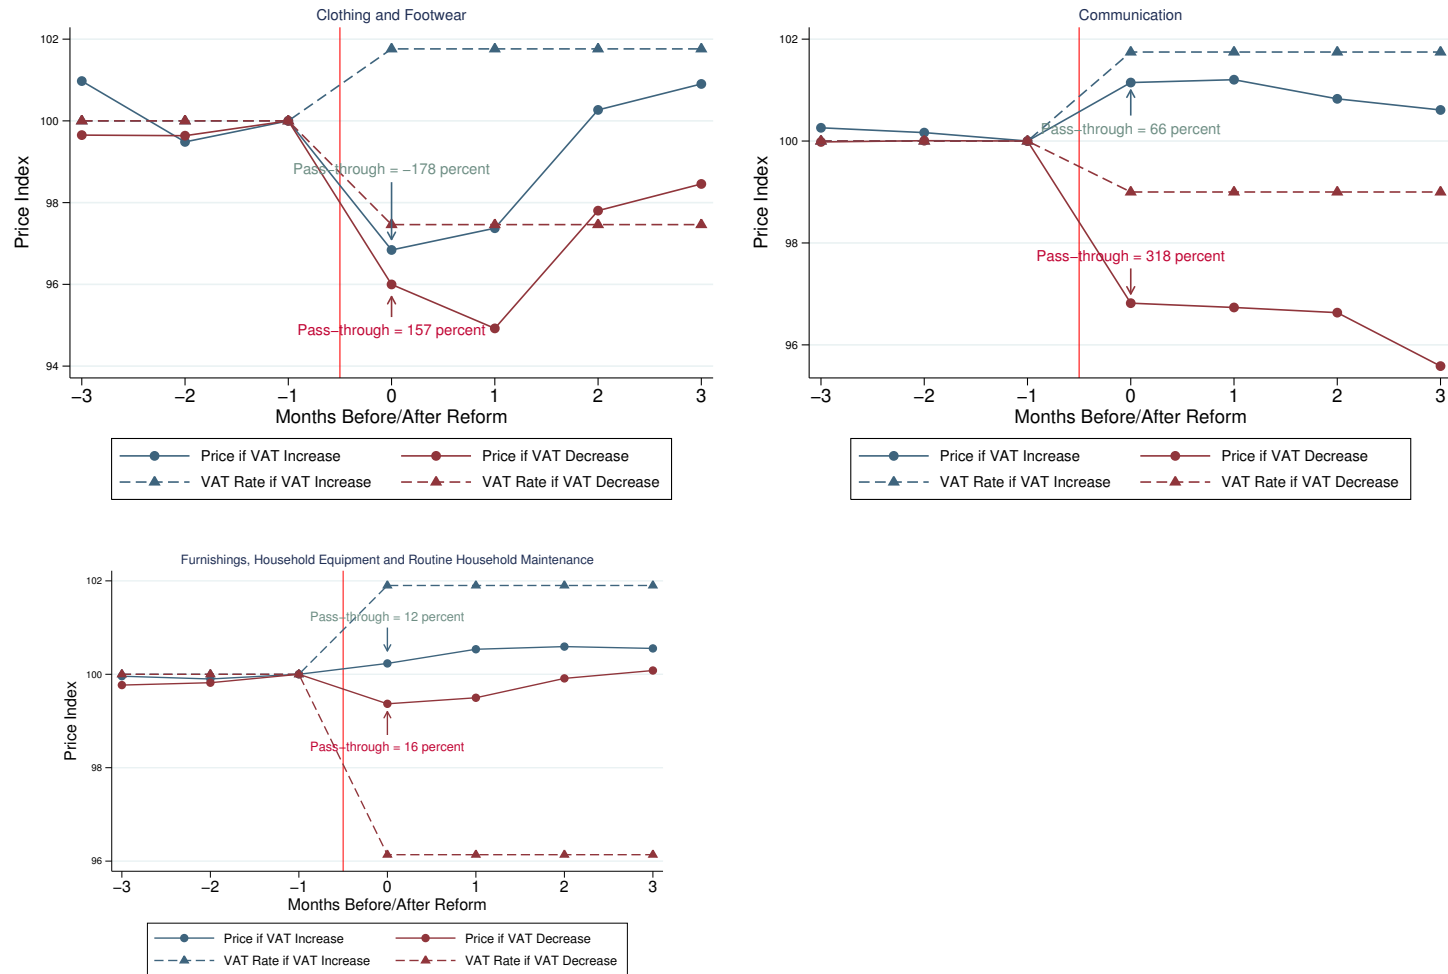 Clothing and Footwear
102
100
98
96
94
Price Index
Pass−through = −178 percent
Pass−through = 157 percent
−3 −2 −1 0 1 2 3
Months Before/After Reform
Price if VAT Increase Price if VAT Decrease
VAT Rate if VAT Increase VAT Rate if VAT Decrease
Communication
102
100
98
96
Price Index
Pass−through = 66 percent
Pass−through = 318 percent
−3 −2 −1 0 1 2 3
Months Before/After Reform
Price if VAT Increase Price if VAT Decrease
VAT Rate if VAT Increase VAT Rate if VAT Decrease
Furnishings, Household Equipment and Routine Household Maintenance
102
100
98
96
Price Index
Pass−through = 12 percent
Pass−through = 16 percent
−3 −2 −1 0 1 2 3
Months Before/After Reform
Price if VAT Increase Price if VAT Decrease
VAT Rate if VAT Increase VAT Rate if VAT Decrease